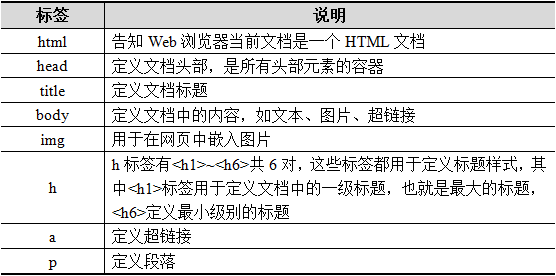 标签 说明
html 告知 Web 浏览器当前文档是一个 HTML 文档
head 定义文档头部，是所有头部元素的容器
title 定义文档标题
body 定义文档中的内容，如文本、图片、超链接
img 用于在网页中嵌入图片
h h 标签有<h1>~<h6>共 6 对，这些标签都用于定义标题样式，其
中<h1>标签用于定义文档中的一级标题，也就是最大的标题，
<h6>定义最小级别的标题
a 定义超链接
p 定义段落